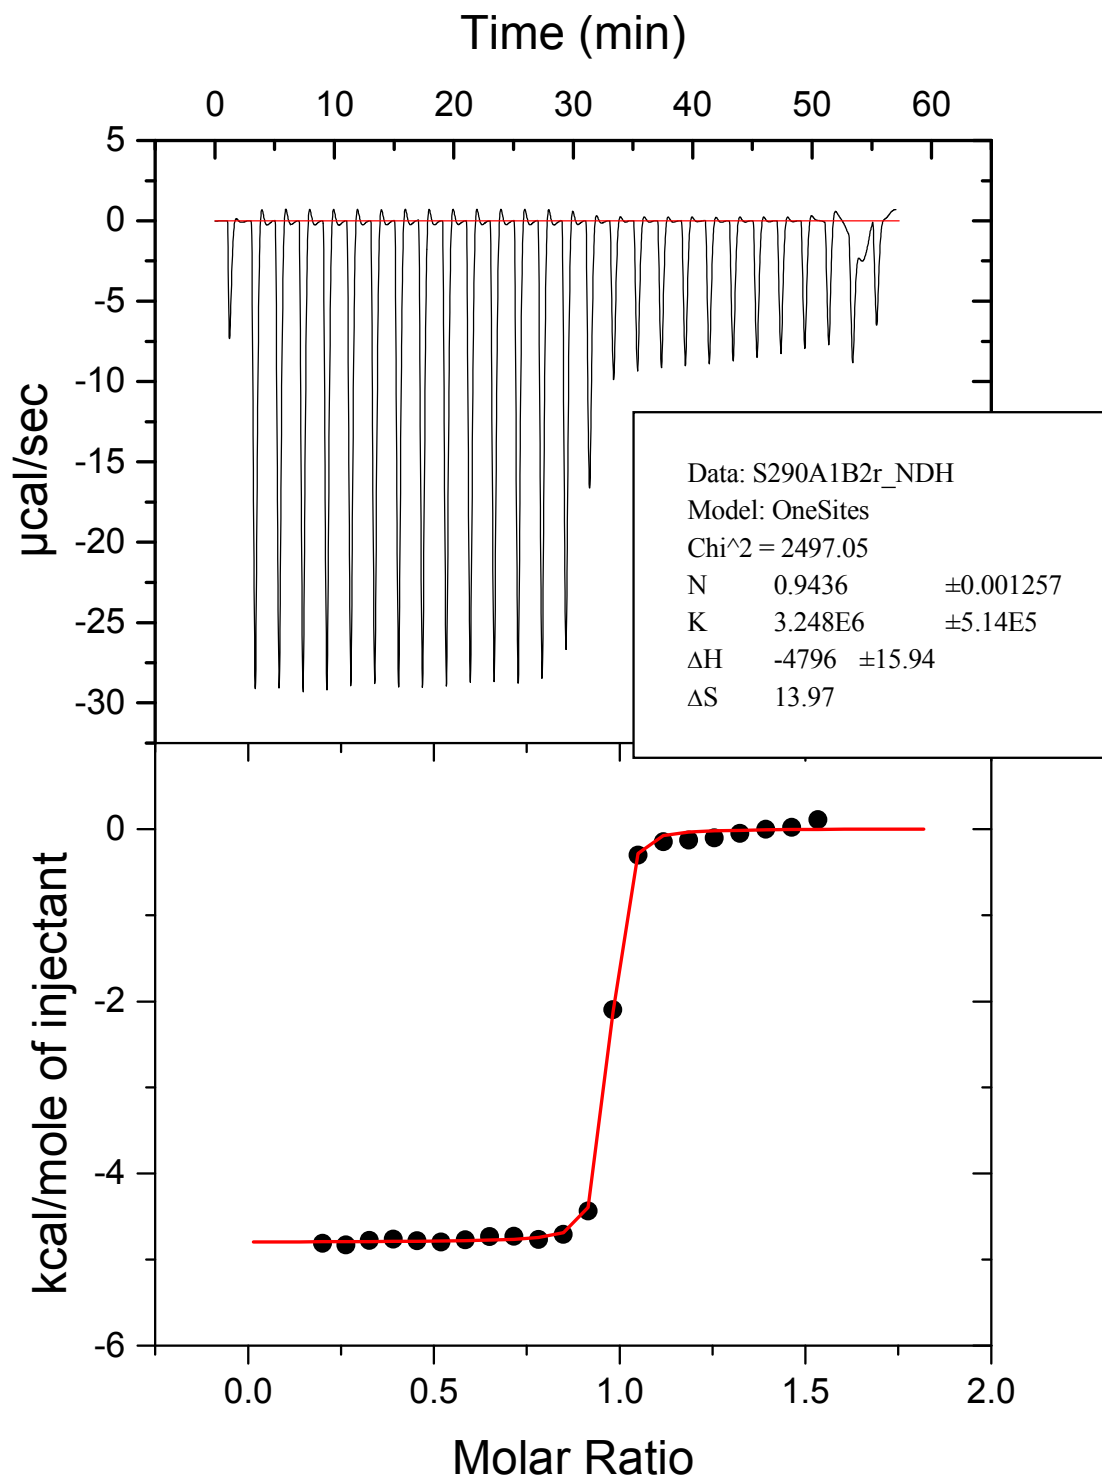 Time (min)
0 10 20 30 40 50 60
5
0
-5
-10
-15
-20
-25
-30
µcal/sec
Data: S290A1B2r_NDH
Model: OneSites
Chi^2 = 2497.05
N 0.9436 ±0.001257
K 3.248E6 ±5.14E5
ΔH -4796 ±15.94
ΔS 13.97
0
-2
-4
-6
kcal/mole of injectant
0.0 0.5 1.0 1.5 2.0
Molar Ratio